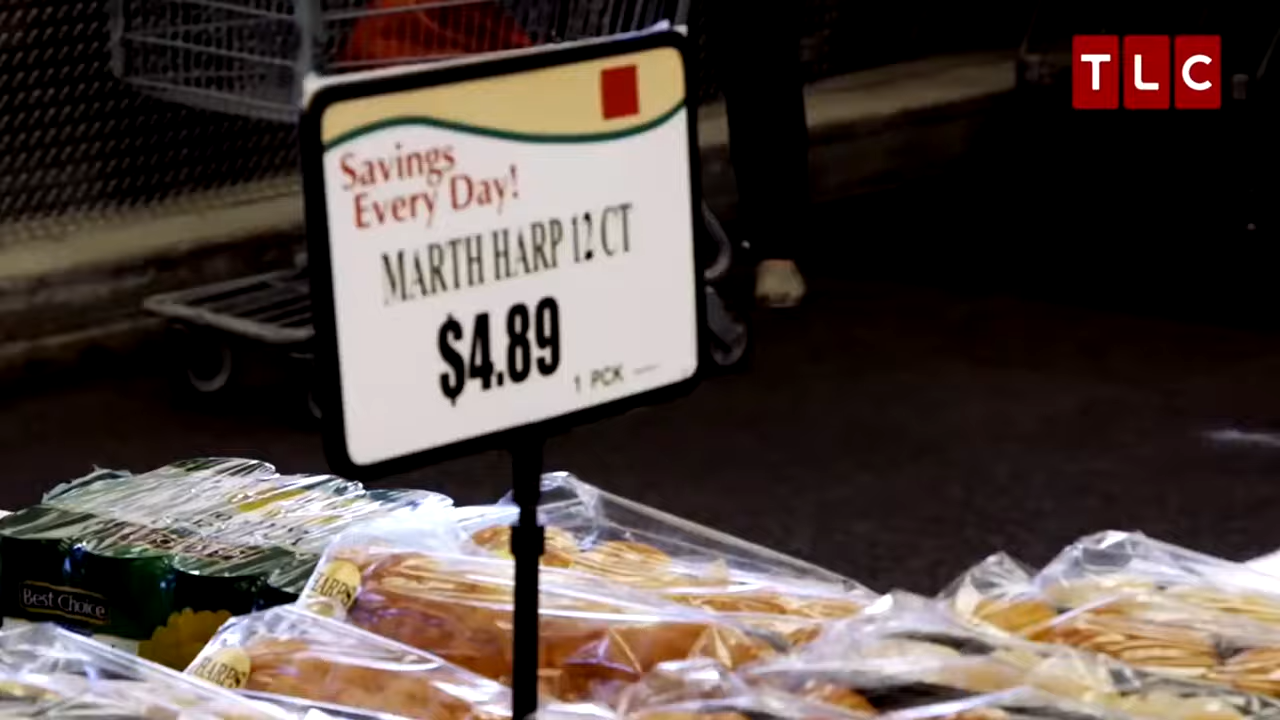 TLC
Savings
Every Day!
MARTH HARP 12 CT
$4.89
1 PCK
Best Choice
HARPS
HARPS